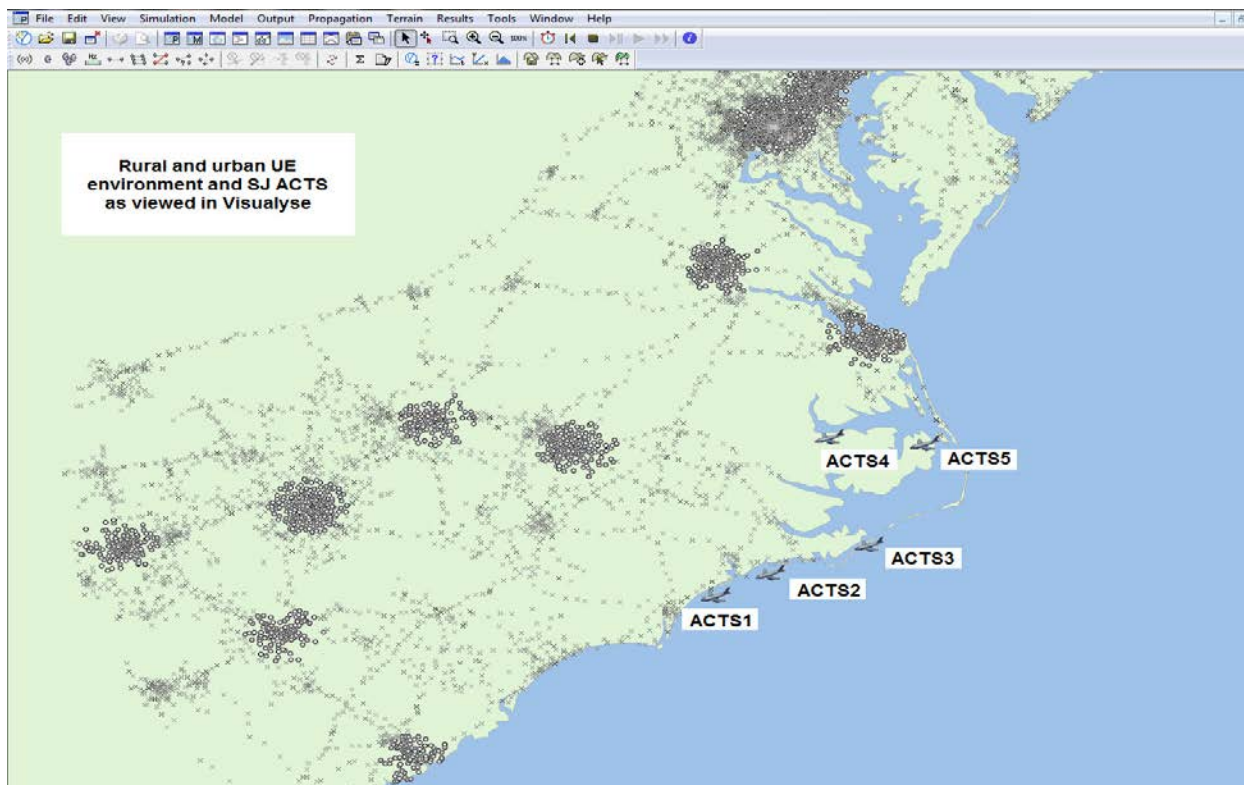 File Edit View Simulation Model Output Propagation Terrain Results Tools Window Help
100%
Rural and urban UE
environment and SJ ACTS
as viewed in Visualyse
ACTS4
ACTS5
ACTS3
ACTS2
ACTS1